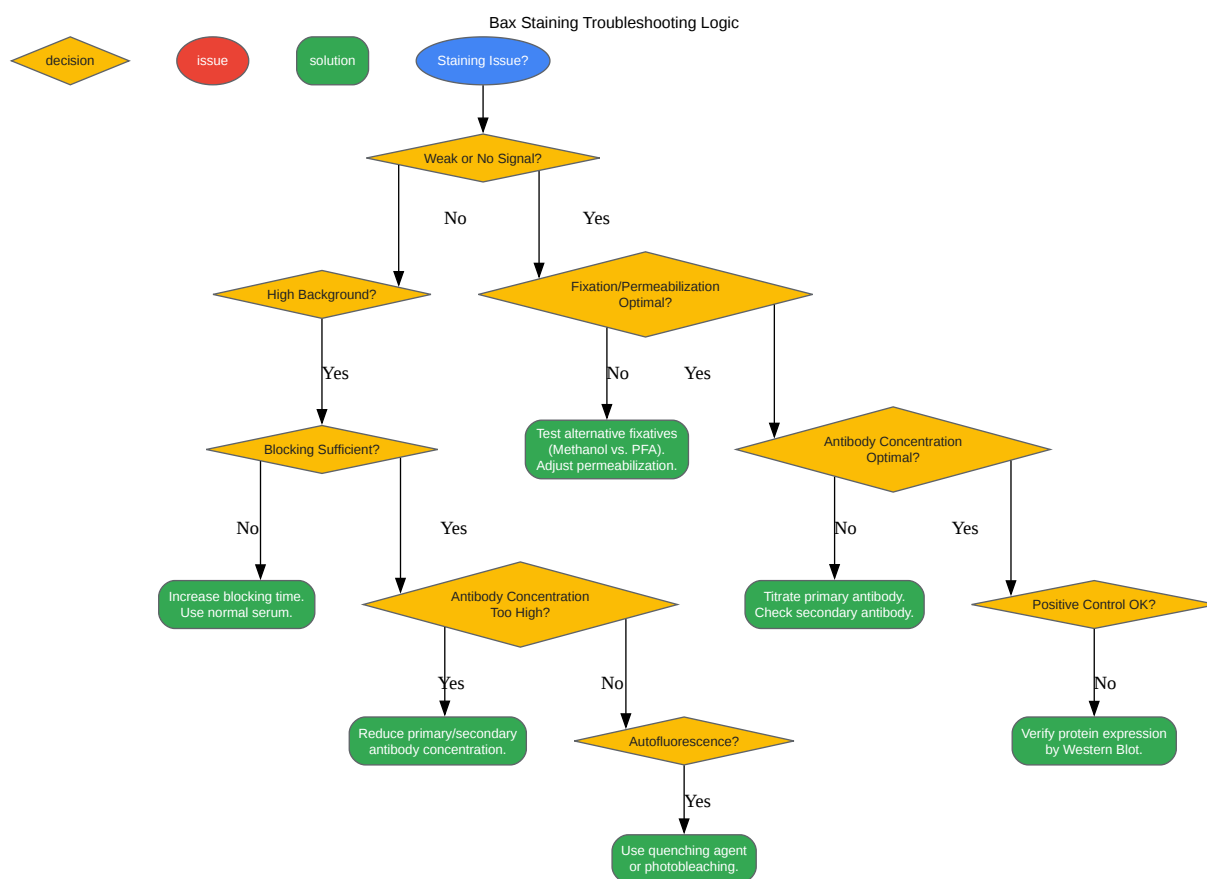 Bax Staining Troubleshooting Logic
decision
issue
solution
Staining Issue?
Weak or No Signal?
No
Yes
High Background?
Fixation/Permeabilization
Optimal?
Yes
No
Yes
Blocking Sufficient?
Test alternative fixatives
(Methanol vs. PFA).
Adjust permeabilization.
Antibody Concentration
Optimal?
No
Yes
No
Yes
Increase blocking time.
Use normal serum.
Antibody Concentration
Too High?
Titrate primary antibody.
Check secondary antibody.
Positive Control OK?
Yes
No
No
Reduce primary/secondary
antibody concentration.
Autofluorescence?
Verify protein expression
by Western Blot.
Yes
Use quenching agent
or photobleaching.